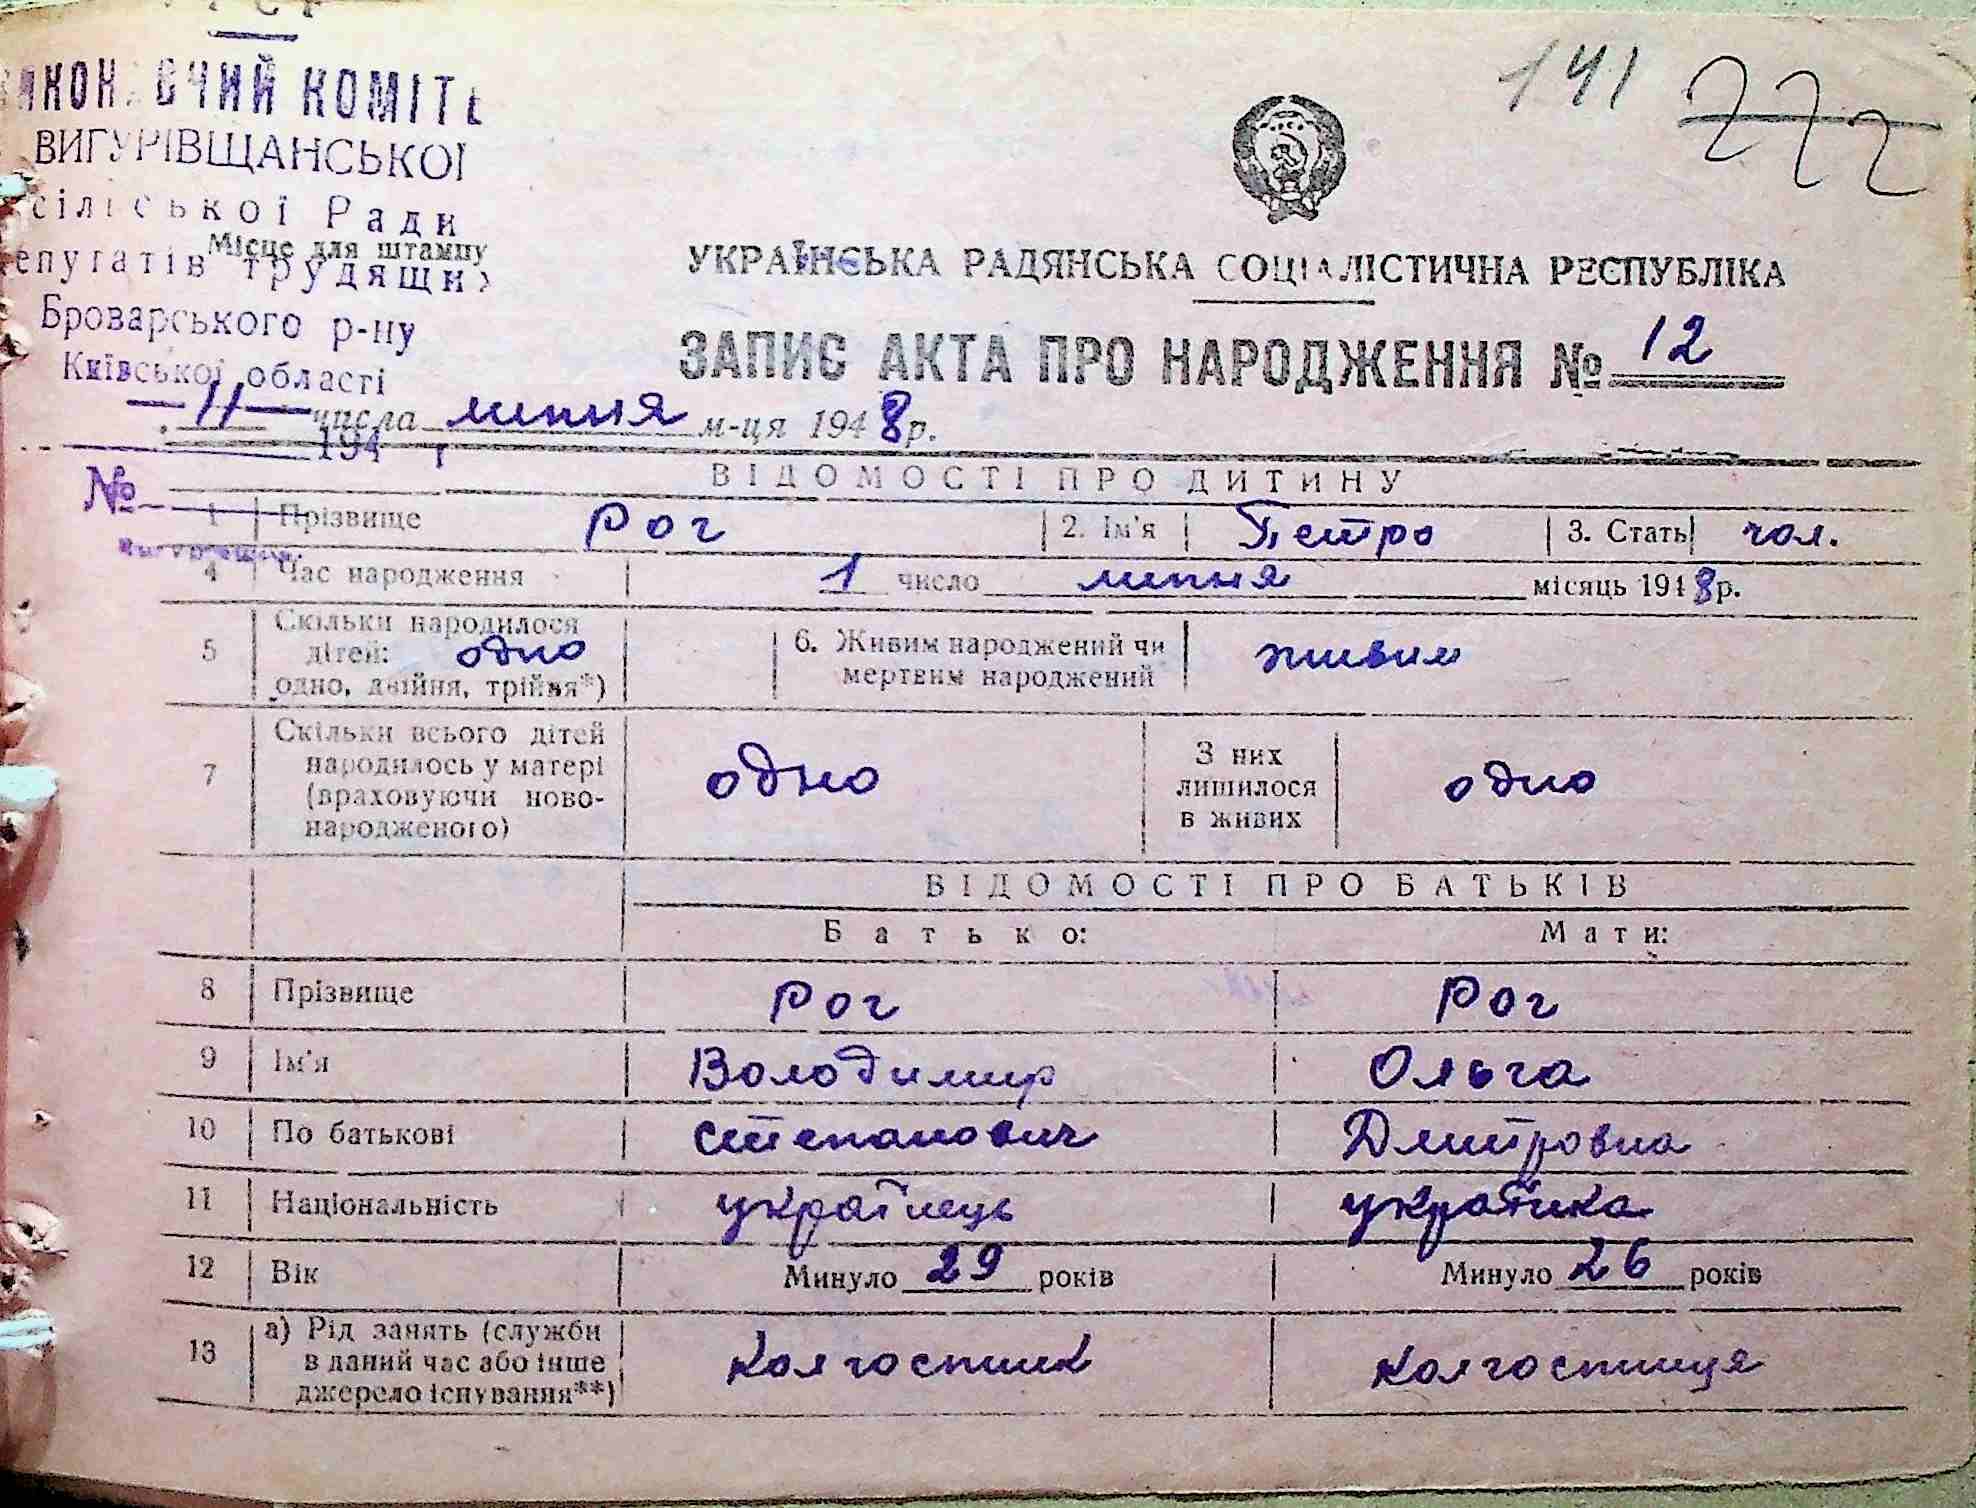 УРСР
ВИКОНАВЧИЙ КОМІТЕ
ВИГУРІВЩАНСЬКОЇ
сільської Ради
депутатів трудящих
Місце для штампу
Броварського р-ну
Київської області
194 г
№
141 222
УКРАЇНСЬКА РАДЯНСЬКА СОЦІАЛІСТИЧНА РЕСПУБЛІКА
ЗАПИС АКТА ПРО НАРОДЖЕННЯ № 12
11 числа липня м-ця 1948 р.
ВІДОМОСТІ ПРО ДИТИНУ
1 Прізвище Рог 2. Ім'я Петро 3. Стать чол.
4 Час народження 1 число липня місяць 1948 р.
5 Скільки народилося дітей: одно одно, двійня, трійня*) 6. Живим народжений чи мертвим народжений живим
7 Скільки всього дітей народилось у матері (враховуючи новонародженого) одно З них лишилося в живих одно
ВІДОМОСТІ ПРО БАТЬКІВ
Батько: Мати:
8 Прізвище Рог Рог
9 Ім'я Володимир Ольга
10 По батькові Степанович Дмитровна
11 Національність українець українка
12 Вік Минуло 29 років Минуло 26 років
13 а) Рід занять (служби в даний час або інше джерело існування**) Колгоспник Колгоспниця